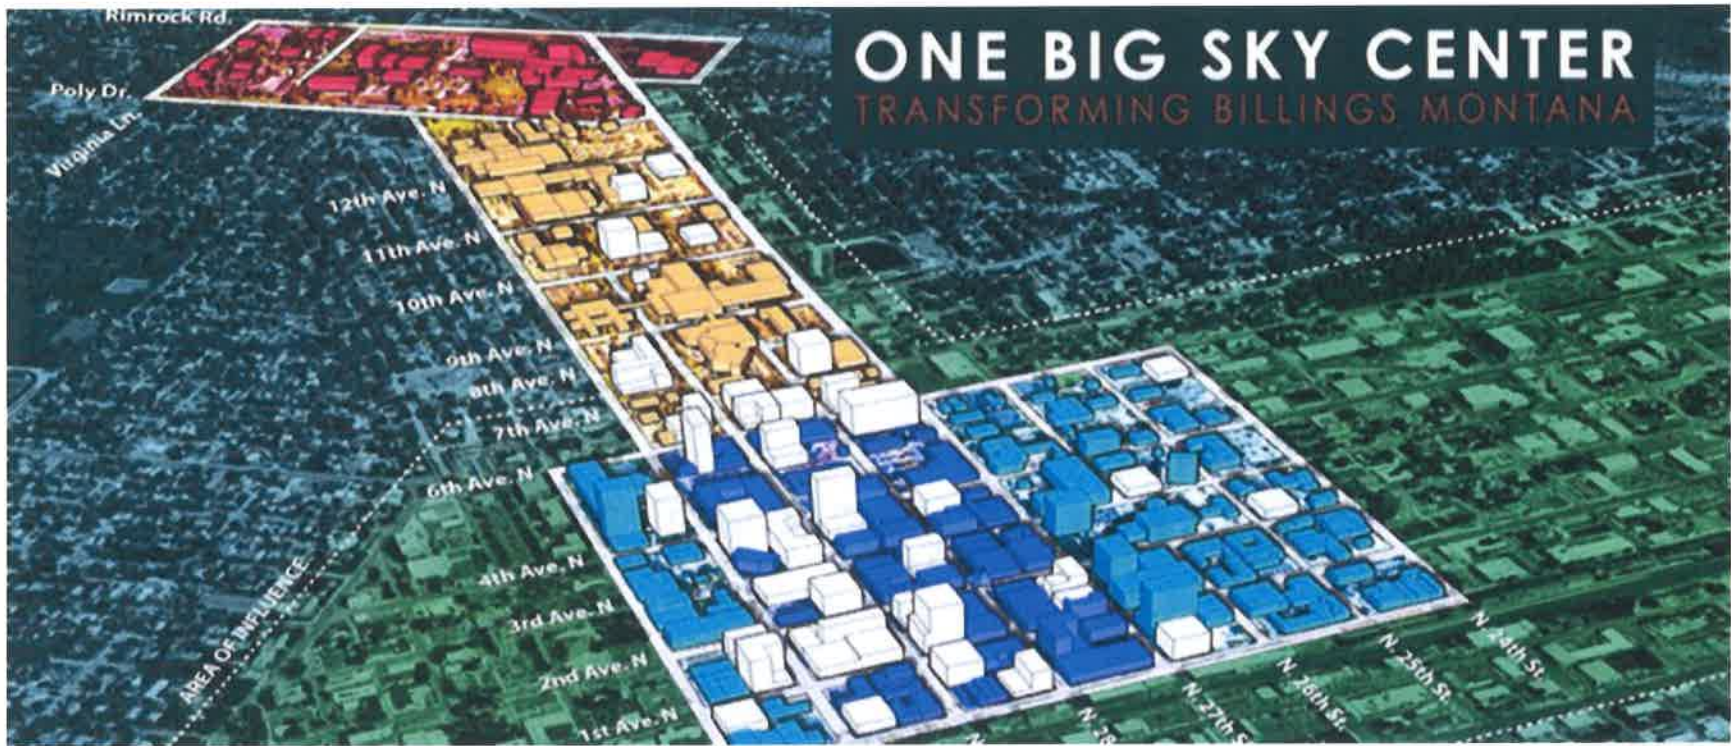 Rimrock Rd.
ONE BIG SKY CENTER
TRANSFORMING BILLINGS MONTANA
Poly Dr.
Virginia Ln.
12th Ave. N
11th Ave. N
10th Ave. N
9th Ave. N
8th Ave. N
7th Ave. N
6th Ave. N
4th Ave. N
3rd Ave. N
2nd Ave. N
1st Ave. N
AREA OF INFLUENCE
N. 24th St.
N. 25th St.
N. 26th St.
N. 27th S
N. 28
N